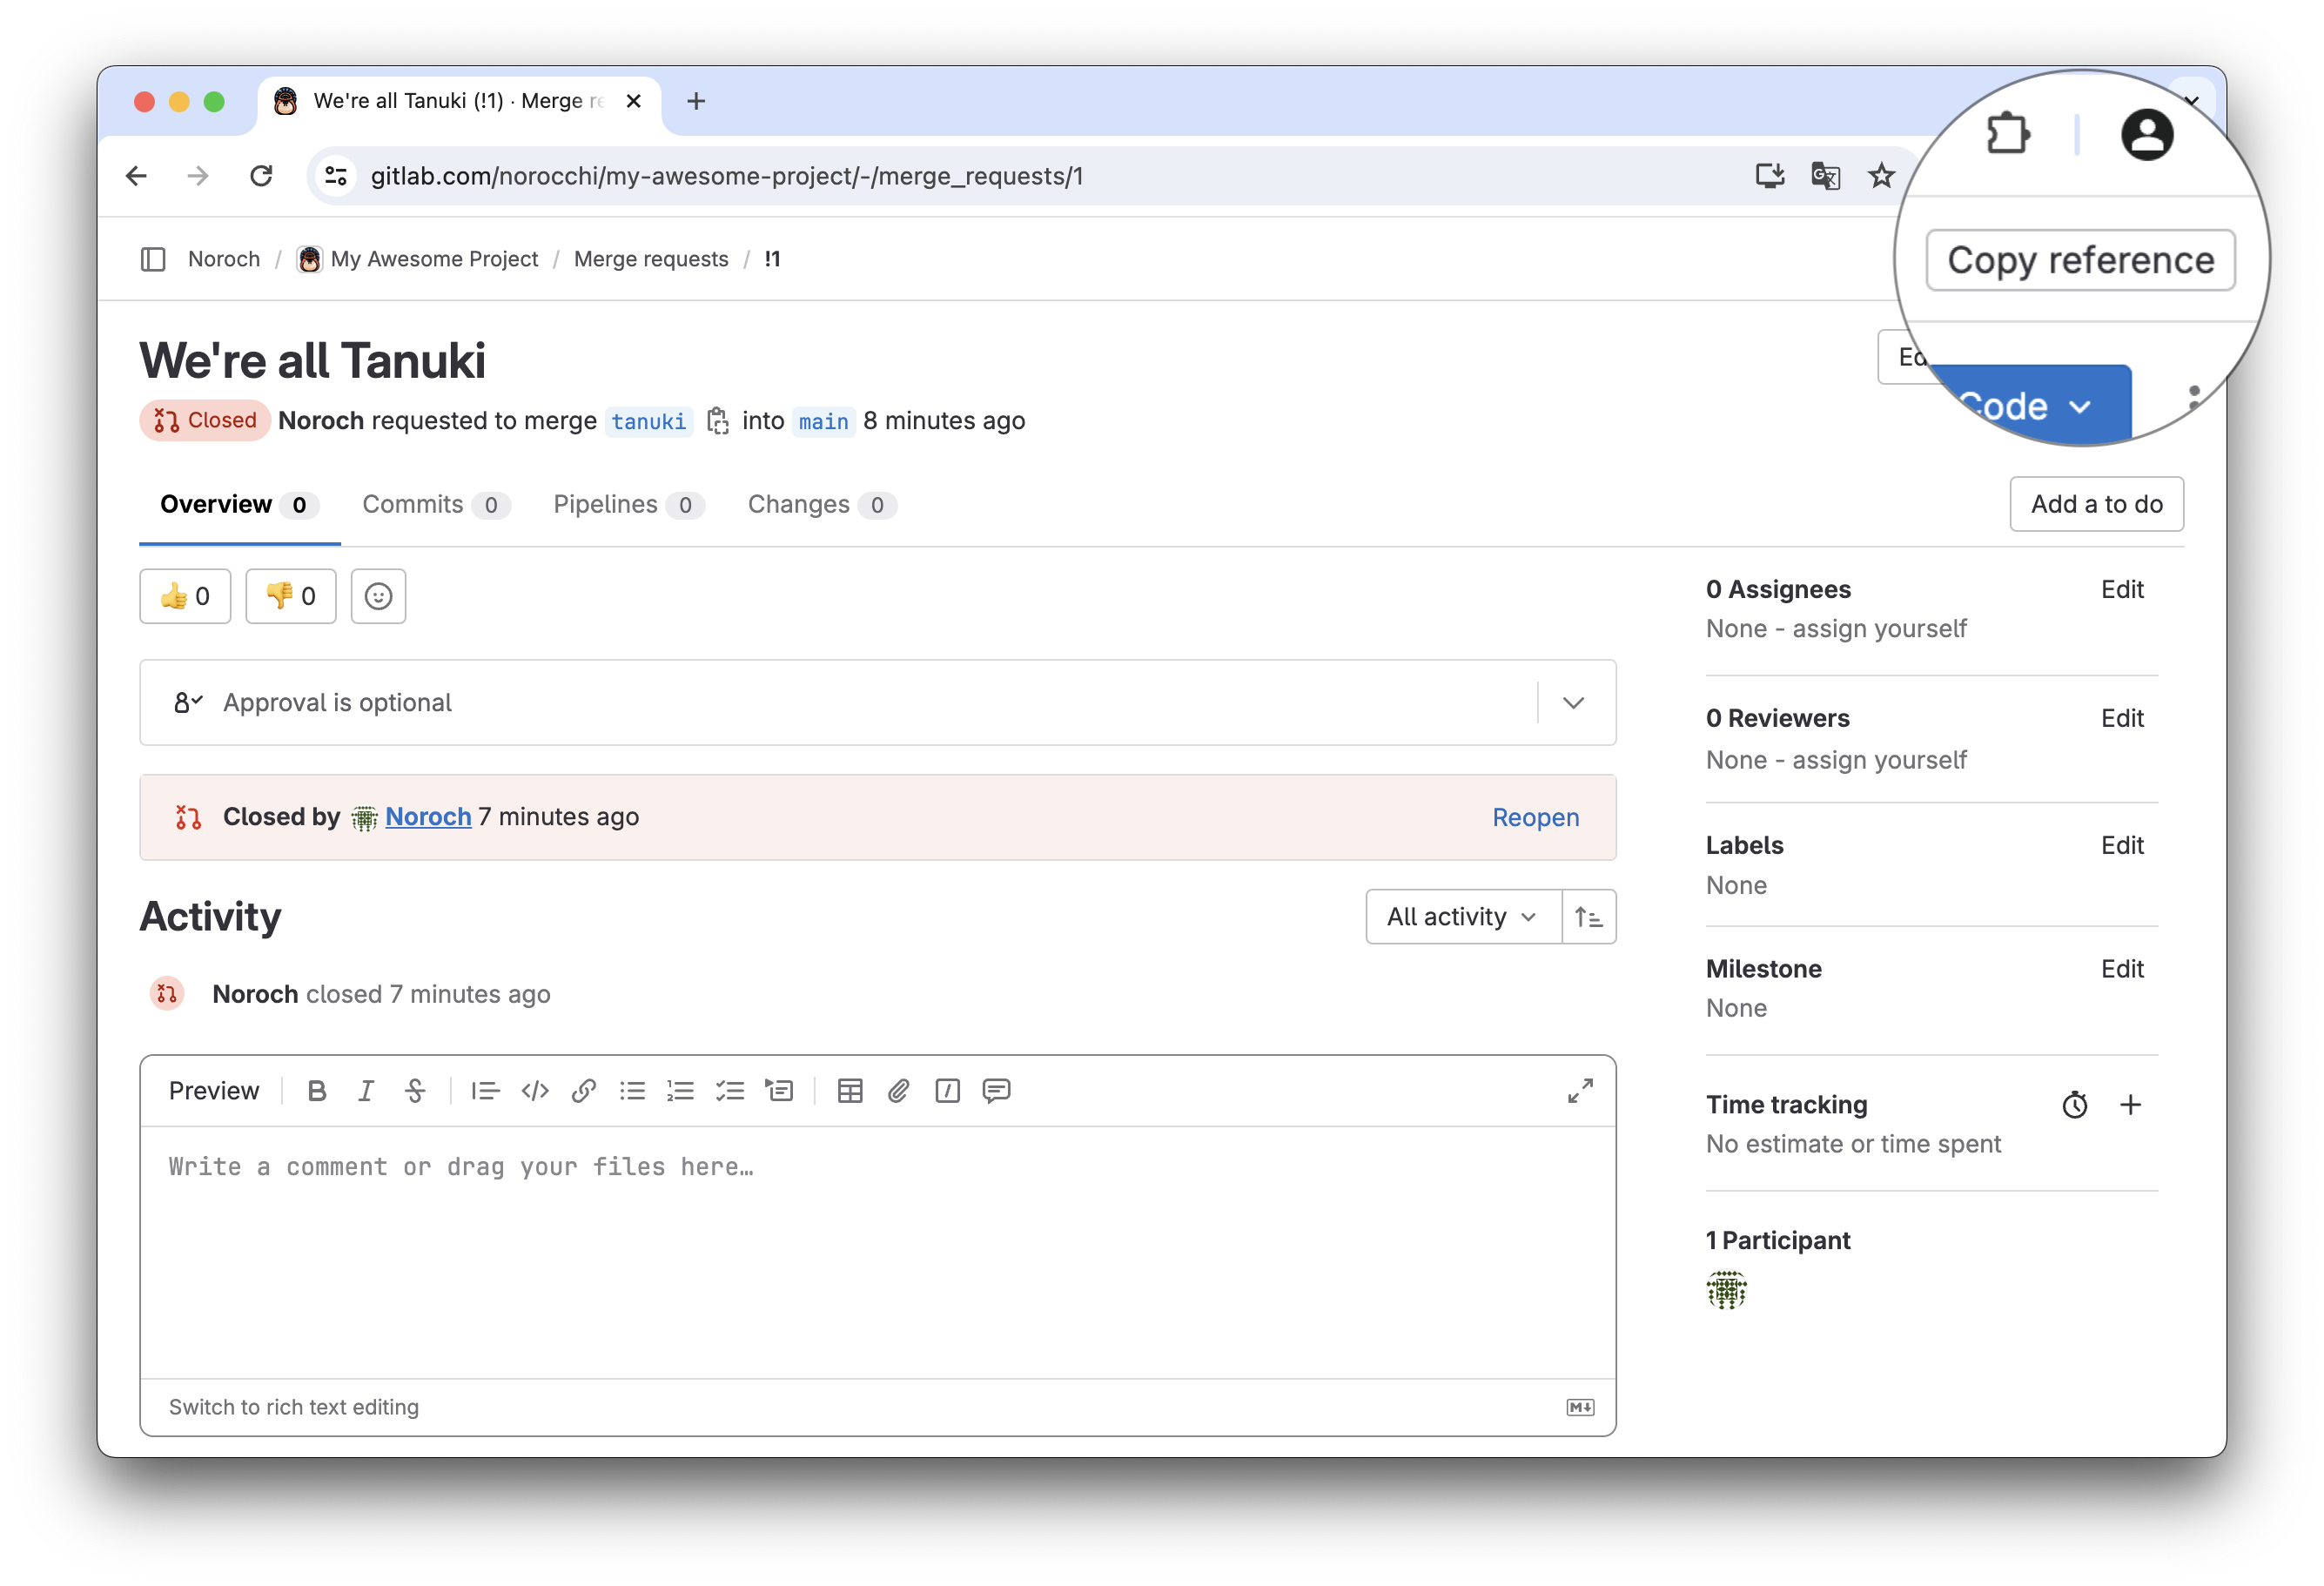 We're all Tanuki (!1) · Merge re
gitlab.com/norocchi/my-awesome-project/-/merge_requests/1
Noroch / My Awesome Project / Merge requests / !1
Copy reference
We're all Tanuki
Code
Closed Noroch requested to merge tanuki into main 8 minutes ago
Overview 0 Commits 0 Pipelines 0 Changes 0
Add a to do
👍 0 👎 0
Approval is optional
Closed by Noroch 7 minutes ago
Reopen
Activity
All activity
Noroch closed 7 minutes ago
Preview
Write a comment or drag your files here…
Switch to rich text editing
0 Assignees Edit
None - assign yourself
0 Reviewers Edit
None - assign yourself
Labels Edit
None
Milestone Edit
None
Time tracking
No estimate or time spent
1 Participant